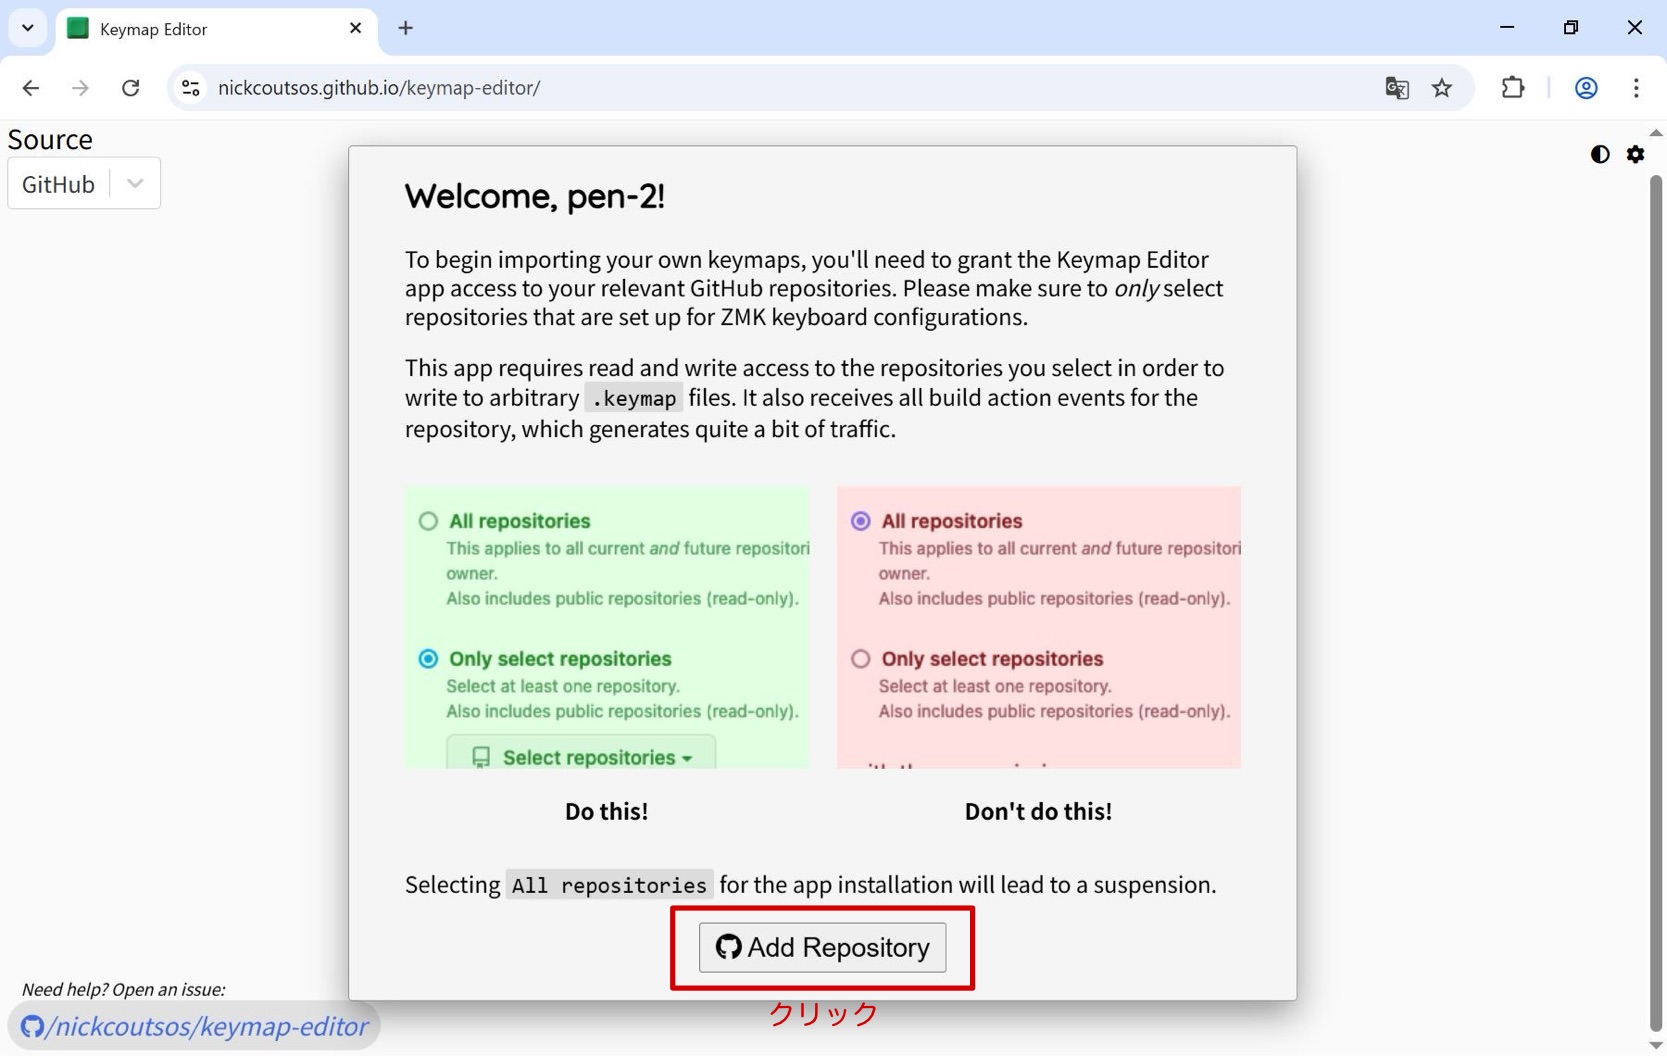 Keymap Editor
nickcoutsos.github.io/keymap-editor/
Source
GitHub
Welcome, pen-2!
To begin importing your own keymaps, you'll need to grant the Keymap Editor
app access to your relevant GitHub repositories. Please make sure to only select
repositories that are set up for ZMK keyboard configurations.
This app requires read and write access to the repositories you select in order to
write to arbitrary .keymap files. It also receives all build action events for the
repository, which generates quite a bit of traffic.
All repositories
This applies to all current and future repositori
owner.
Also includes public repositories (read-only).
Only select repositories
Select at least one repository.
Also includes public repositories (read-only).
Select repositories
Do this!
All repositories
This applies to all current and future repositori
owner.
Also includes public repositories (read-only).
Only select repositories
Select at least one repository.
Also includes public repositories (read-only).
Don't do this!
Selecting All repositories for the app installation will lead to a suspension.
Add Repository
クリック
Need help? Open an issue:
/nickcoutsos/keymap-editor